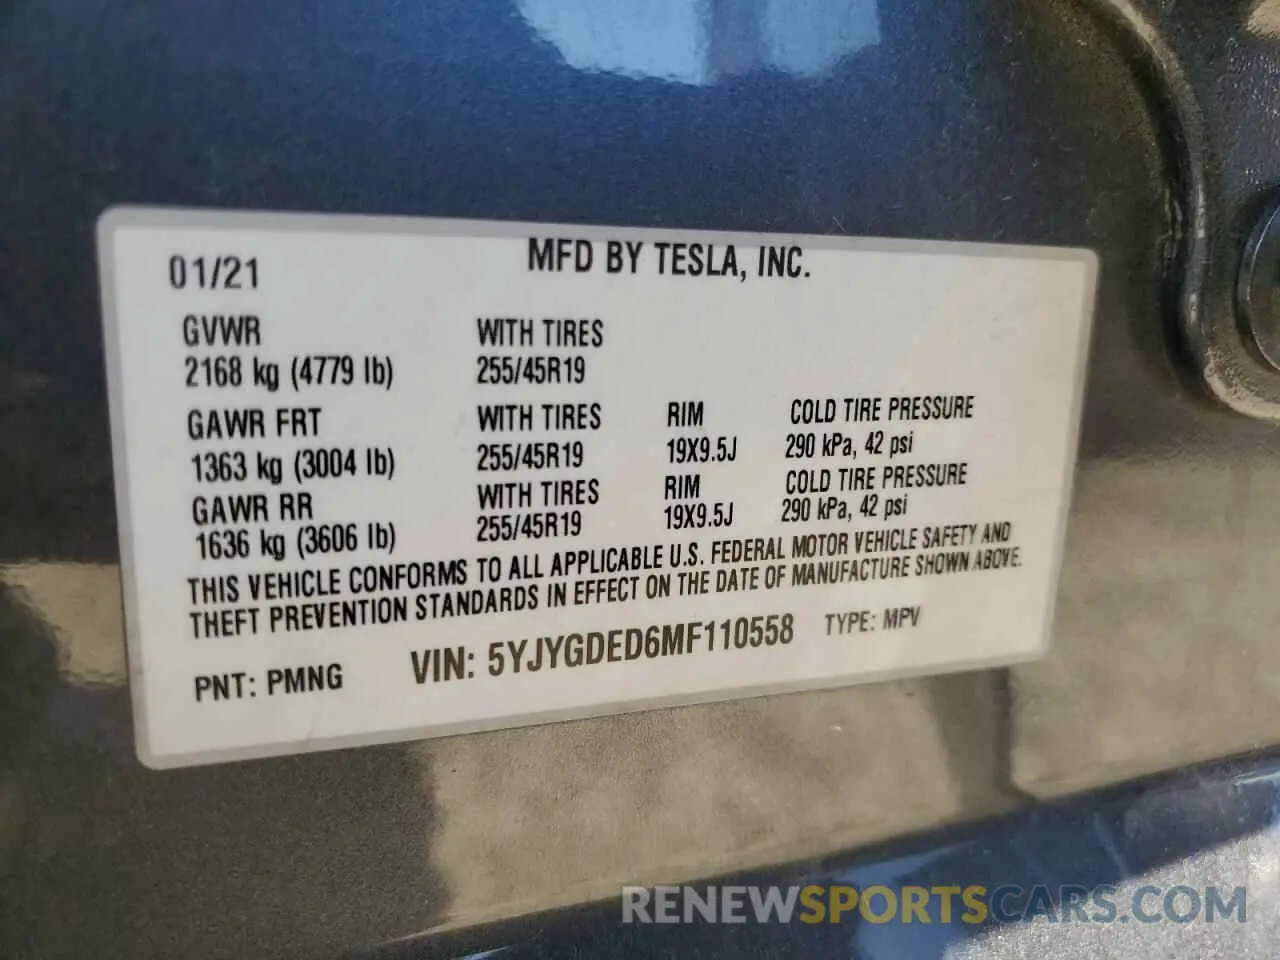 01/21 MFD BY TESLA, INC.
GVWR WITH TIRES
2168 kg (4779 lb) 255/45R19
GAWR FRT WITH TIRES RIM COLD TIRE PRESSURE
1363 kg (3004 lb) 255/45R19 19X9.5J 290 kPa, 42 psi
GAWR RR WITH TIRES RIM COLD TIRE PRESSURE
1636 kg (3606 lb) 255/45R19 19X9.5J 290 kPa, 42 psi
THIS VEHICLE CONFORMS TO ALL APPLICABLE U.S. FEDERAL MOTOR VEHICLE SAFETY AND
THEFT PREVENTION STANDARDS IN EFFECT ON THE DATE OF MANUFACTURE SHOWN ABOVE.
PNT: PMNG VIN: 5YJYGDED6MF110558 TYPE: MPV
RENEWSPORTSCARS.COM